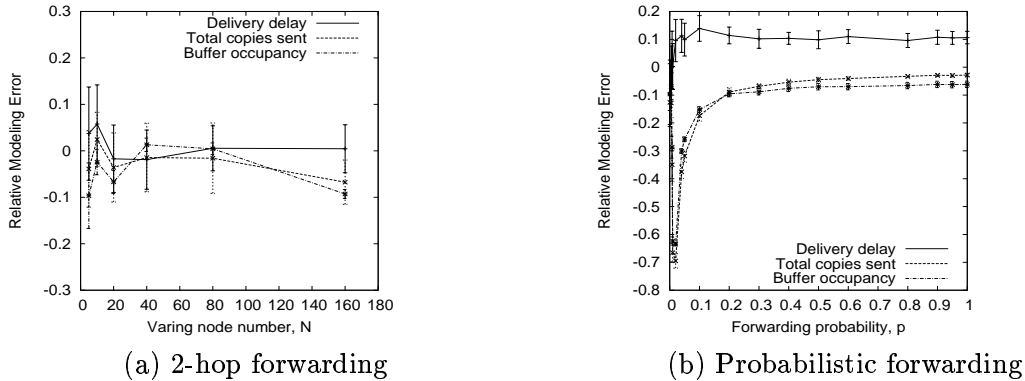 Relative Modeling Error
0.3
0.2
0.1
0
-0.1
-0.2
-0.3
Delivery delay
Total copies sent
Buffer occupancy
0 20 40 60 80 100 120 140 160 180
Varing node number, N
(a) 2-hop forwarding
Relative Modeling Error
0.2
0.1
0
-0.1
-0.2
-0.3
-0.4
-0.5
-0.6
-0.7
-0.8
Delivery delay
Total copies sent
Buffer occupancy
0 0.1 0.2 0.3 0.4 0.5 0.6 0.7 0.8 0.9 1
Forwarding probability, p
(b) Probabilistic forwarding